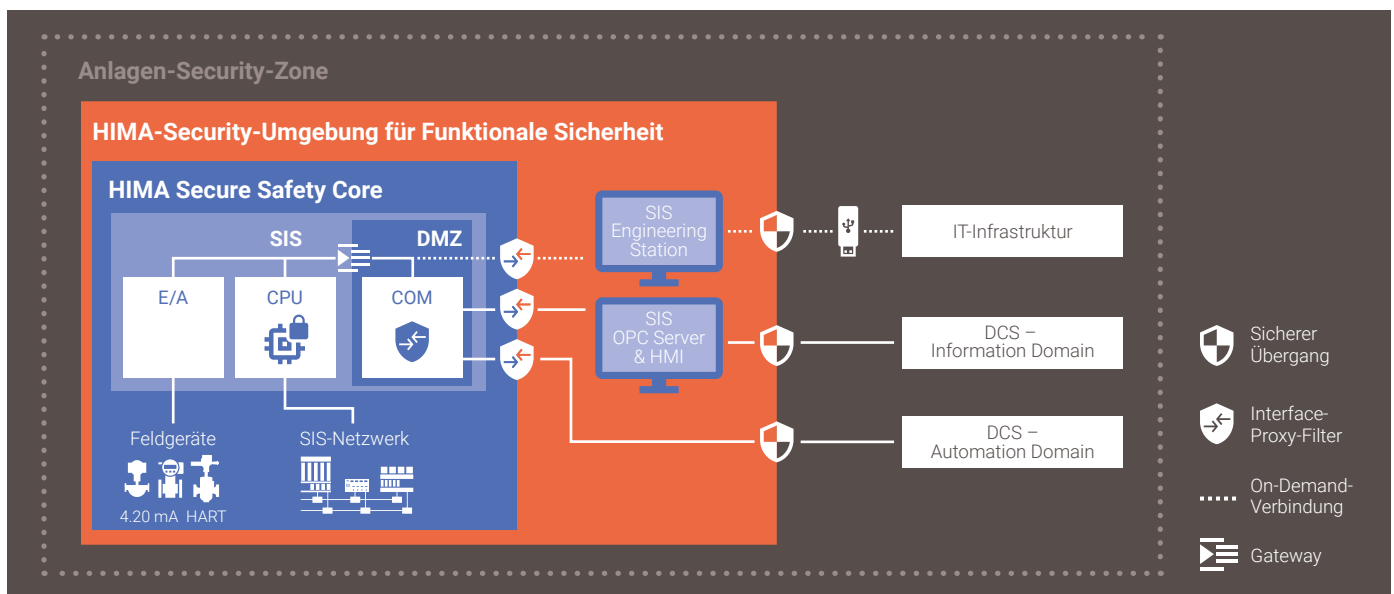 Anlagen-Security-Zone
HIMA-Security-Umgebung für Funktionale Sicherheit
HIMA Secure Safety Core
SIS
DMZ
E/A
CPU
COM
Feldgeräte
4.20 mA HART
SIS-Netzwerk
SIS
Engineering
Station
SIS
OPC Server
& HMI
IT-Infrastruktur
DCS –
Information Domain
DCS –
Automation Domain
Sicherer
Übergang
Interface-
Proxy-Filter
On-Demand-
Verbindung
Gateway